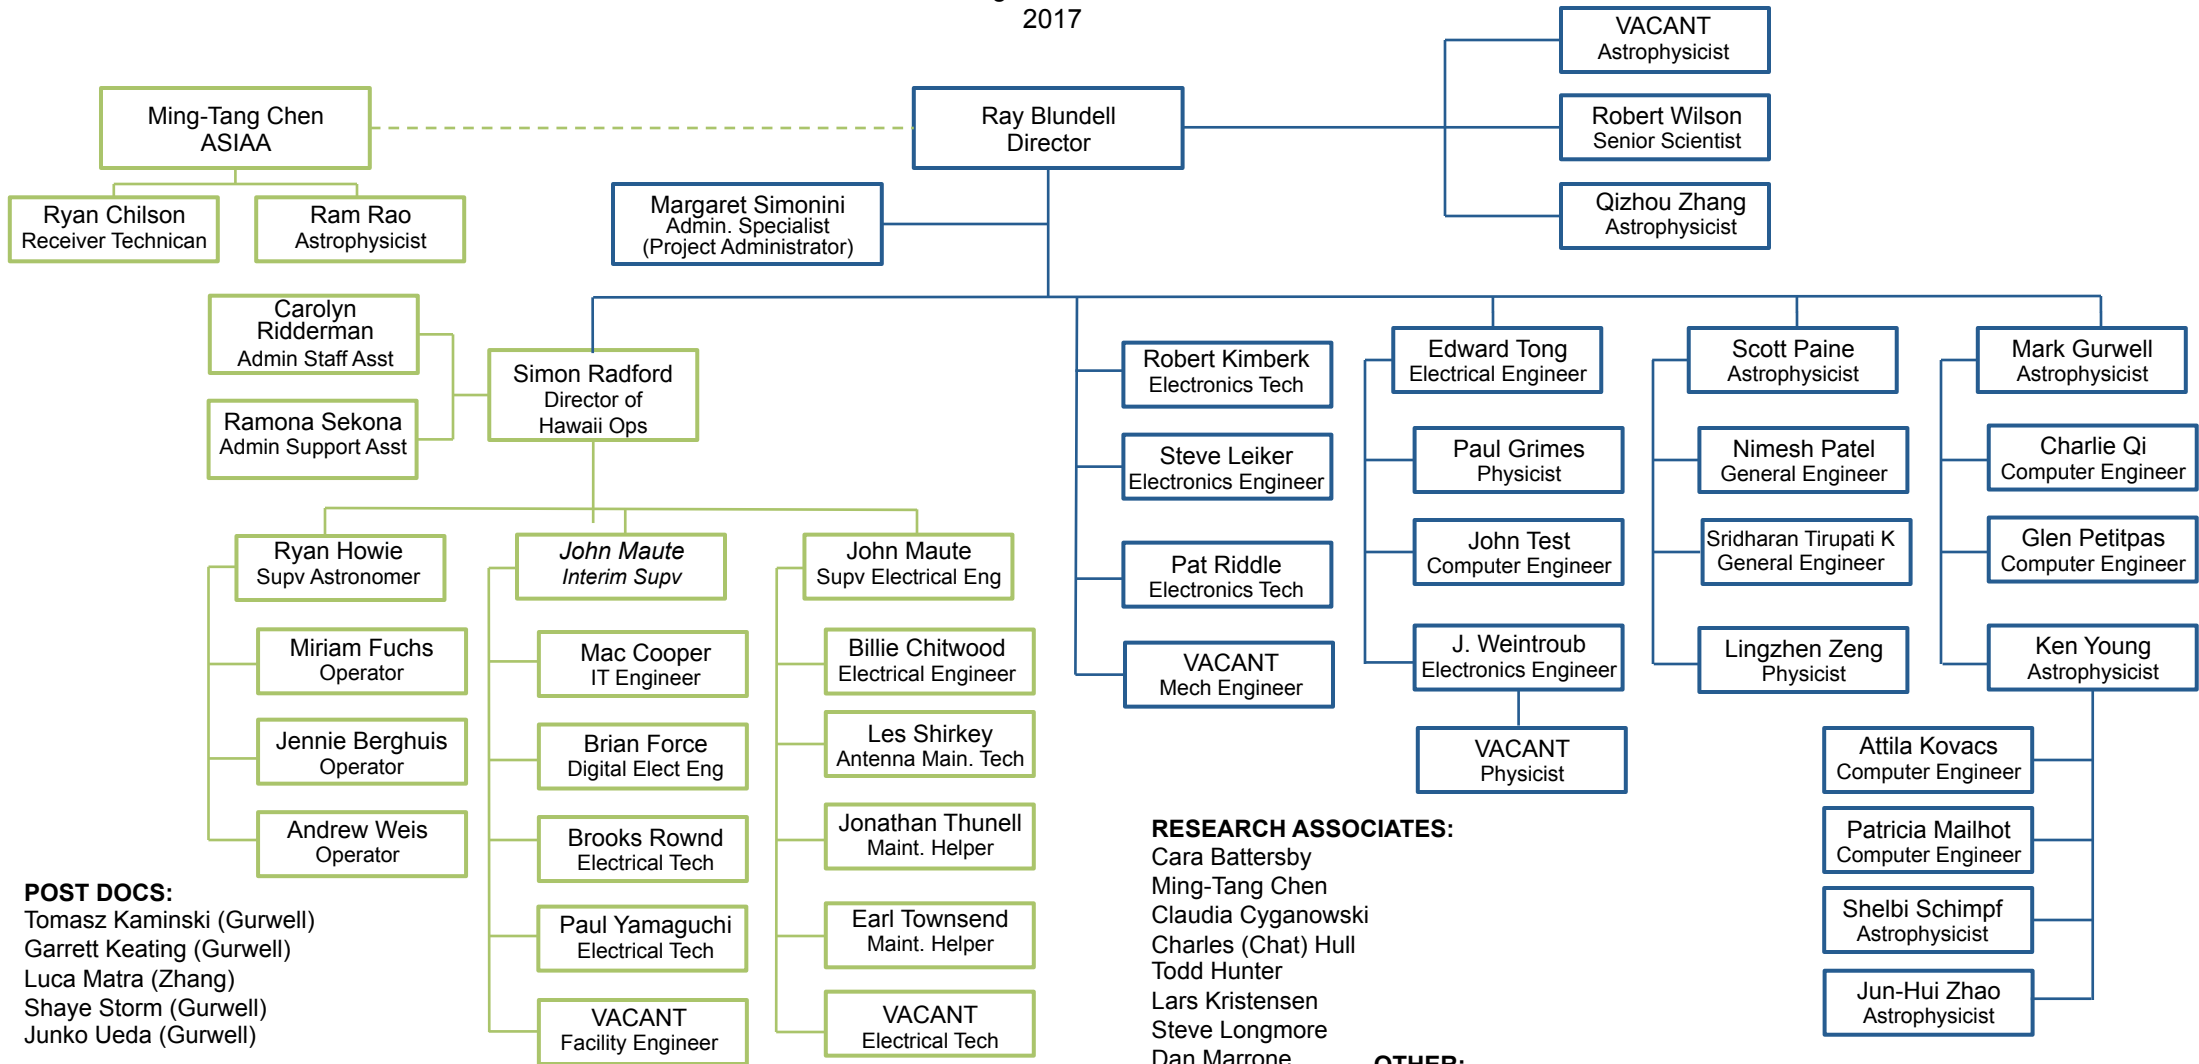 2017
VACANT
Astrophysicist
Ming-Tang Chen
ASIAA
Ray Blundell
Director
Robert Wilson
Senior Scientist
Ryan Chilson
Receiver Technican
Ram Rao
Astrophysicist
Margaret Simonini
Admin. Specialist
(Project Administrator)
Qizhou Zhang
Astrophysicist
Carolyn
Ridderman
Admin Staff Asst
Ramona Sekona
Admin Support Asst
Simon Radford
Director of
Hawaii Ops
Ryan Howie
Supv Astronomer
Miriam Fuchs
Operator
Jennie Berghuis
Operator
Andrew Weis
Operator
John Maute
Interim Supv
Mac Cooper
IT Engineer
Brian Force
Digital Elect Eng
Brooks Rownd
Electrical Tech
Paul Yamaguchi
Electrical Tech
VACANT
Facility Engineer
John Maute
Supv Electrical Eng
Billie Chitwood
Electrical Engineer
Les Shirkey
Antenna Main. Tech
Jonathan Thunell
Maint. Helper
Earl Townsend
Maint. Helper
VACANT
Electrical Tech
Robert Kimberk
Electronics Tech
Steve Leiker
Electronics Engineer
Pat Riddle
Electronics Tech
VACANT
Mech Engineer
Edward Tong
Electrical Engineer
Paul Grimes
Physicist
John Test
Computer Engineer
J. Weintroub
Electronics Engineer
VACANT
Physicist
Scott Paine
Astrophysicist
Nimesh Patel
General Engineer
Sridharan Tirupati K
General Engineer
Lingzhen Zeng
Physicist
Mark Gurwell
Astrophysicist
Charlie Qi
Computer Engineer
Glen Petitpas
Computer Engineer
Ken Young
Astrophysicist
Attila Kovacs
Computer Engineer
Patricia Mailhot
Computer Engineer
Shelbi Schimpf
Astrophysicist
Jun-Hui Zhao
Astrophysicist
POST DOCS:
Tomasz Kaminski (Gurwell)
Garrett Keating (Gurwell)
Luca Matra (Zhang)
Shaye Storm (Gurwell)
Junko Ueda (Gurwell)
RESEARCH ASSOCIATES:
Cara Battersby
Ming-Tang Chen
Claudia Cyganowski
Charles (Chat) Hull
Todd Hunter
Lars Kristensen
Steve Longmore
Dan Marrone
OTHER: